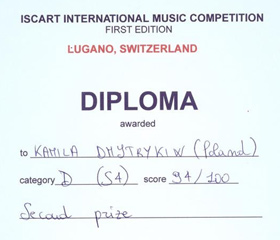 ISCART INTERNATIONAL MUSIC COMPETITION
FIRST EDITION
LUGANO, SWITZERLAND
DIPLOMA
awarded
to KAMILA DMYTRYKIW (Poland)
category D (S4) score 94/100
Second prize